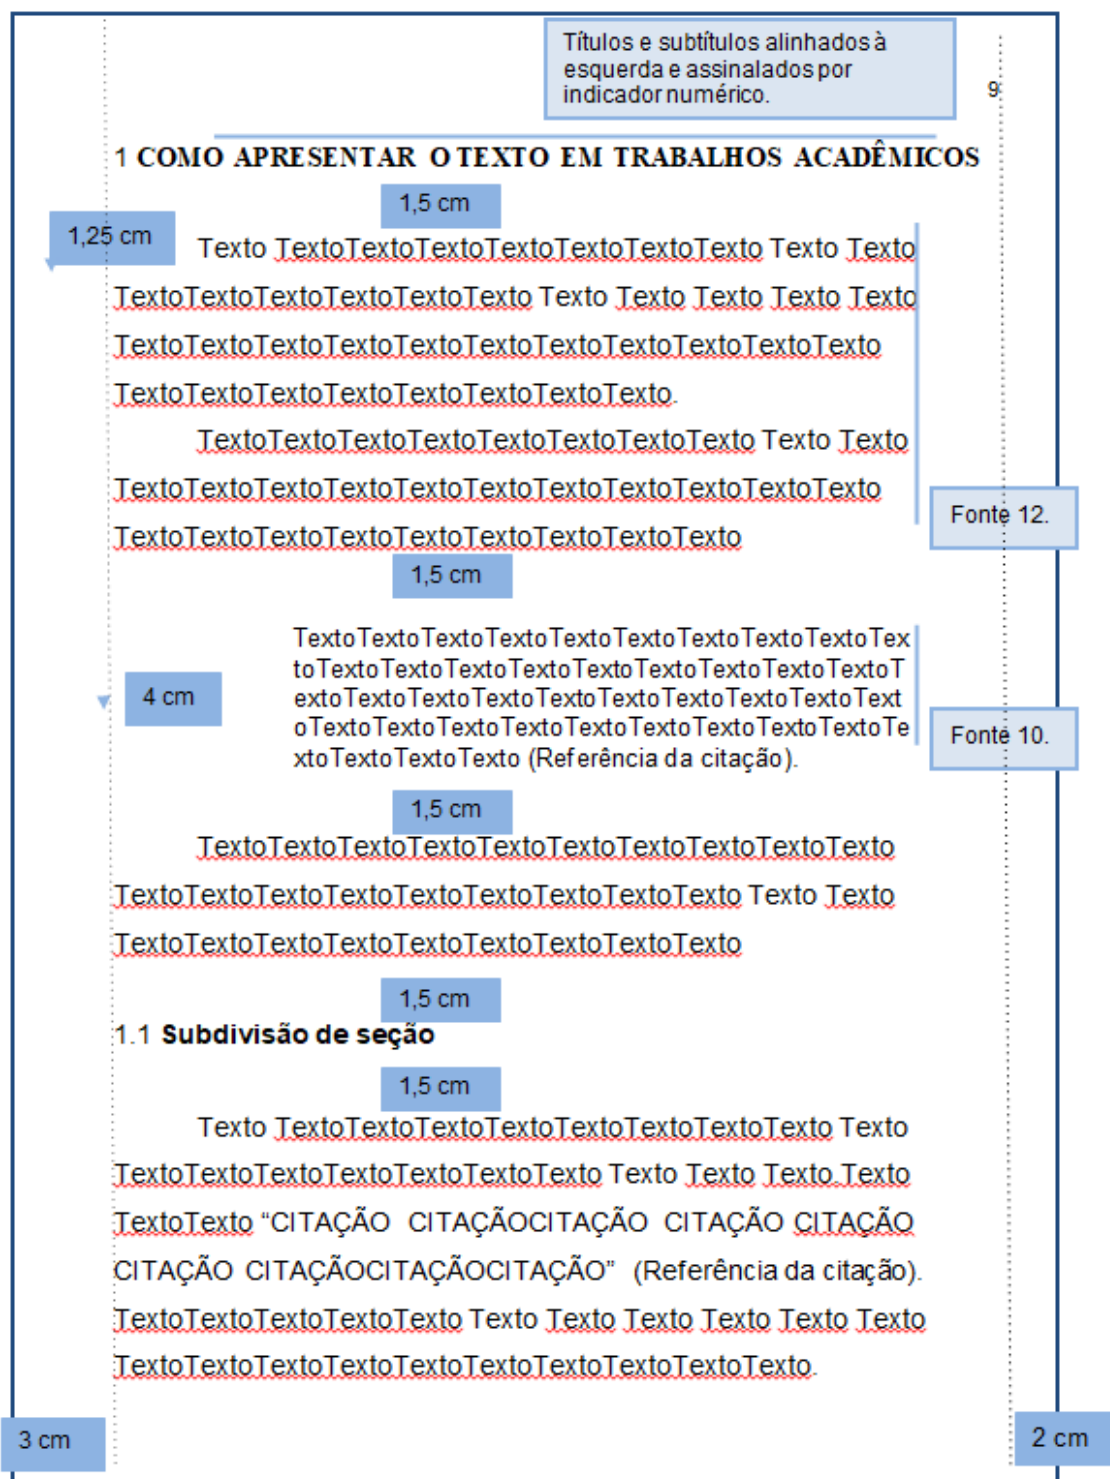 Títulos e subtítulos alinhados à
esquerda e assinalados por
indicador numérico.
9
1 COMO APRESENTAR O TEXTO EM TRABALHOS ACADÊMICOS
1,5 cm
1,25 cm
Texto TextoTextoTextoTextoTextoTextoTexto Texto Texto
TextoTextoTextoTextoTextoTexto Texto Texto Texto Texto Texto
TextoTextoTextoTextoTextoTextoTextoTextoTextoTextoTexto
TextoTextoTextoTextoTextoTextoTextoTexto.
TextoTextoTextoTextoTextoTextoTextoTexto Texto Texto
TextoTextoTextoTextoTextoTextoTextoTextoTextoTextoTexto
Fonte 12.
TextoTextoTextoTextoTextoTextoTextoTextoTexto
1,5 cm
TextoTextoTextoTextoTextoTextoTextoTextoTextoTex
toTextoTextoTextoTextoTextoTextoTextoTextoTextoT
extoTextoTextoTextoTextoTextoTextoTextoTextoText
4 cm
oTextoTextoTextoTextoTextoTextoTextoTextoTextoTe
Fonte 10.
xtoTextoTextoTexto (Referência da citação).
1,5 cm
TextoTextoTextoTextoTextoTextoTextoTextoTextoTexto
TextoTextoTextoTextoTextoTextoTextoTextoTexto Texto Texto
TextoTextoTextoTextoTextoTextoTextoTextoTexto
1,5 cm
1.1 Subdivisão de seção
1,5 cm
Texto TextoTextoTextoTextoTextoTextoTextoTexto Texto
TextoTextoTextoTextoTextoTextoTexto Texto Texto Texto Texto
TextoTexto “CITAÇÃO CITAÇÃOCITAÇÃO CITAÇÃO CITAÇÃO
CITAÇÃO CITAÇÃOCITAÇÃOCITAÇÃO” (Referência da citação).
TextoTextoTextoTextoTexto Texto Texto Texto Texto Texto Texto
TextoTextoTextoTextoTextoTextoTextoTextoTextoTexto.
3 cm
2 cm